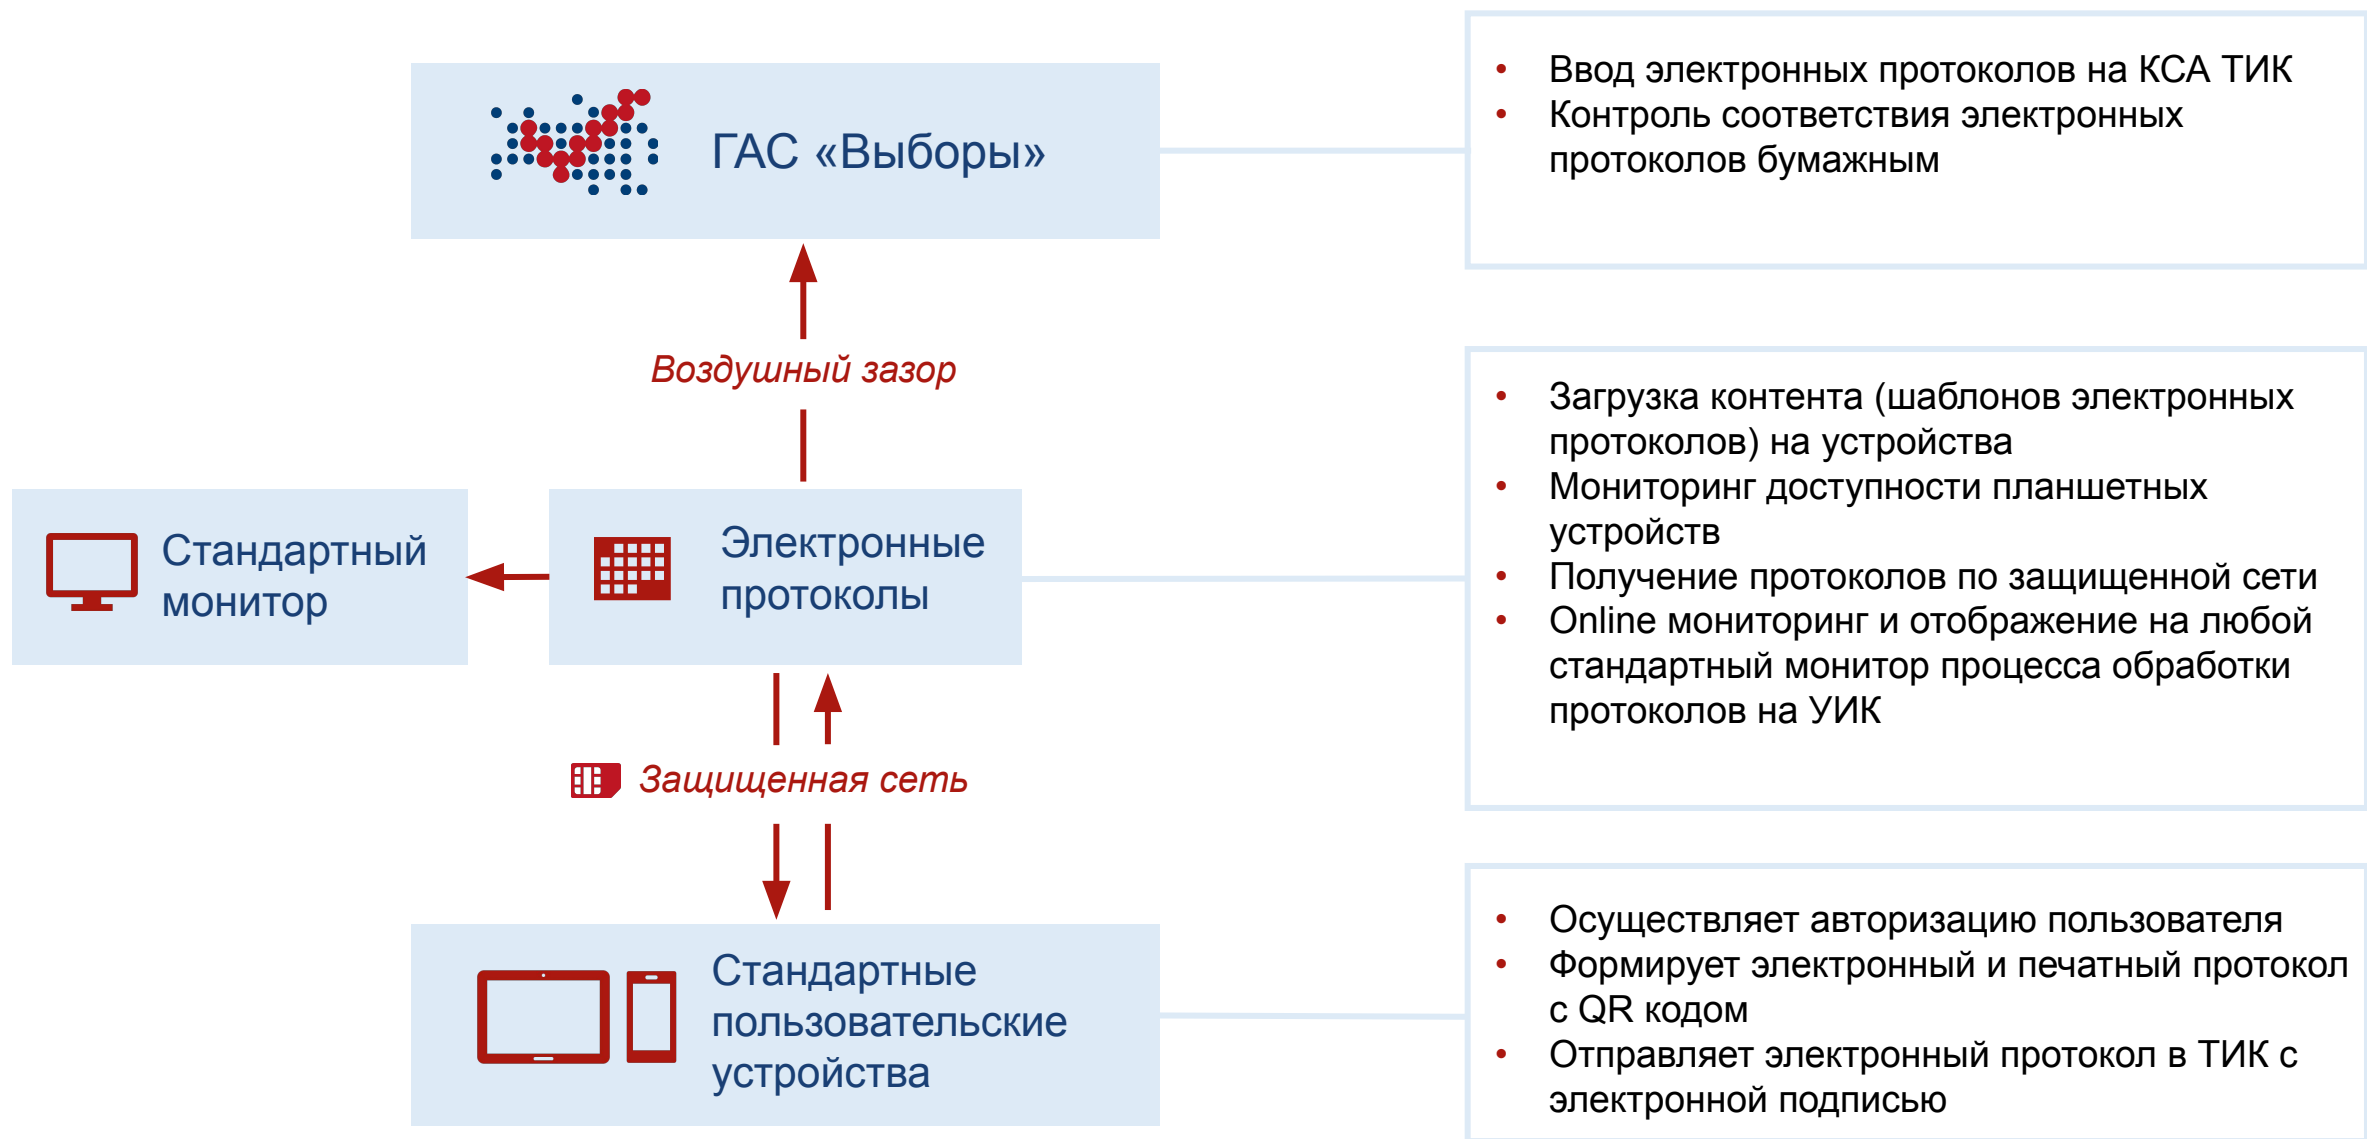 ГАС «Выборы»
• Ввод электронных протоколов на КСА ТИК
• Контроль соответствия электронных
протоколов бумажным
Воздушный зазор
Стандартный
монитор
Электронные
протоколы
• Загрузка контента (шаблонов электронных
протоколов) на устройства
• Мониторинг доступности планшетных
устройств
• Получение протоколов по защищенной сети
• Online мониторинг и отображение на любой
стандартный монитор процесса обработки
протоколов на УИК
Защищенная сеть
Стандартные
пользовательские
устройства
• Осуществляет авторизацию пользователя
• Формирует электронный и печатный протокол
с QR кодом
• Отправляет электронный протокол в ТИК с
электронной подписью